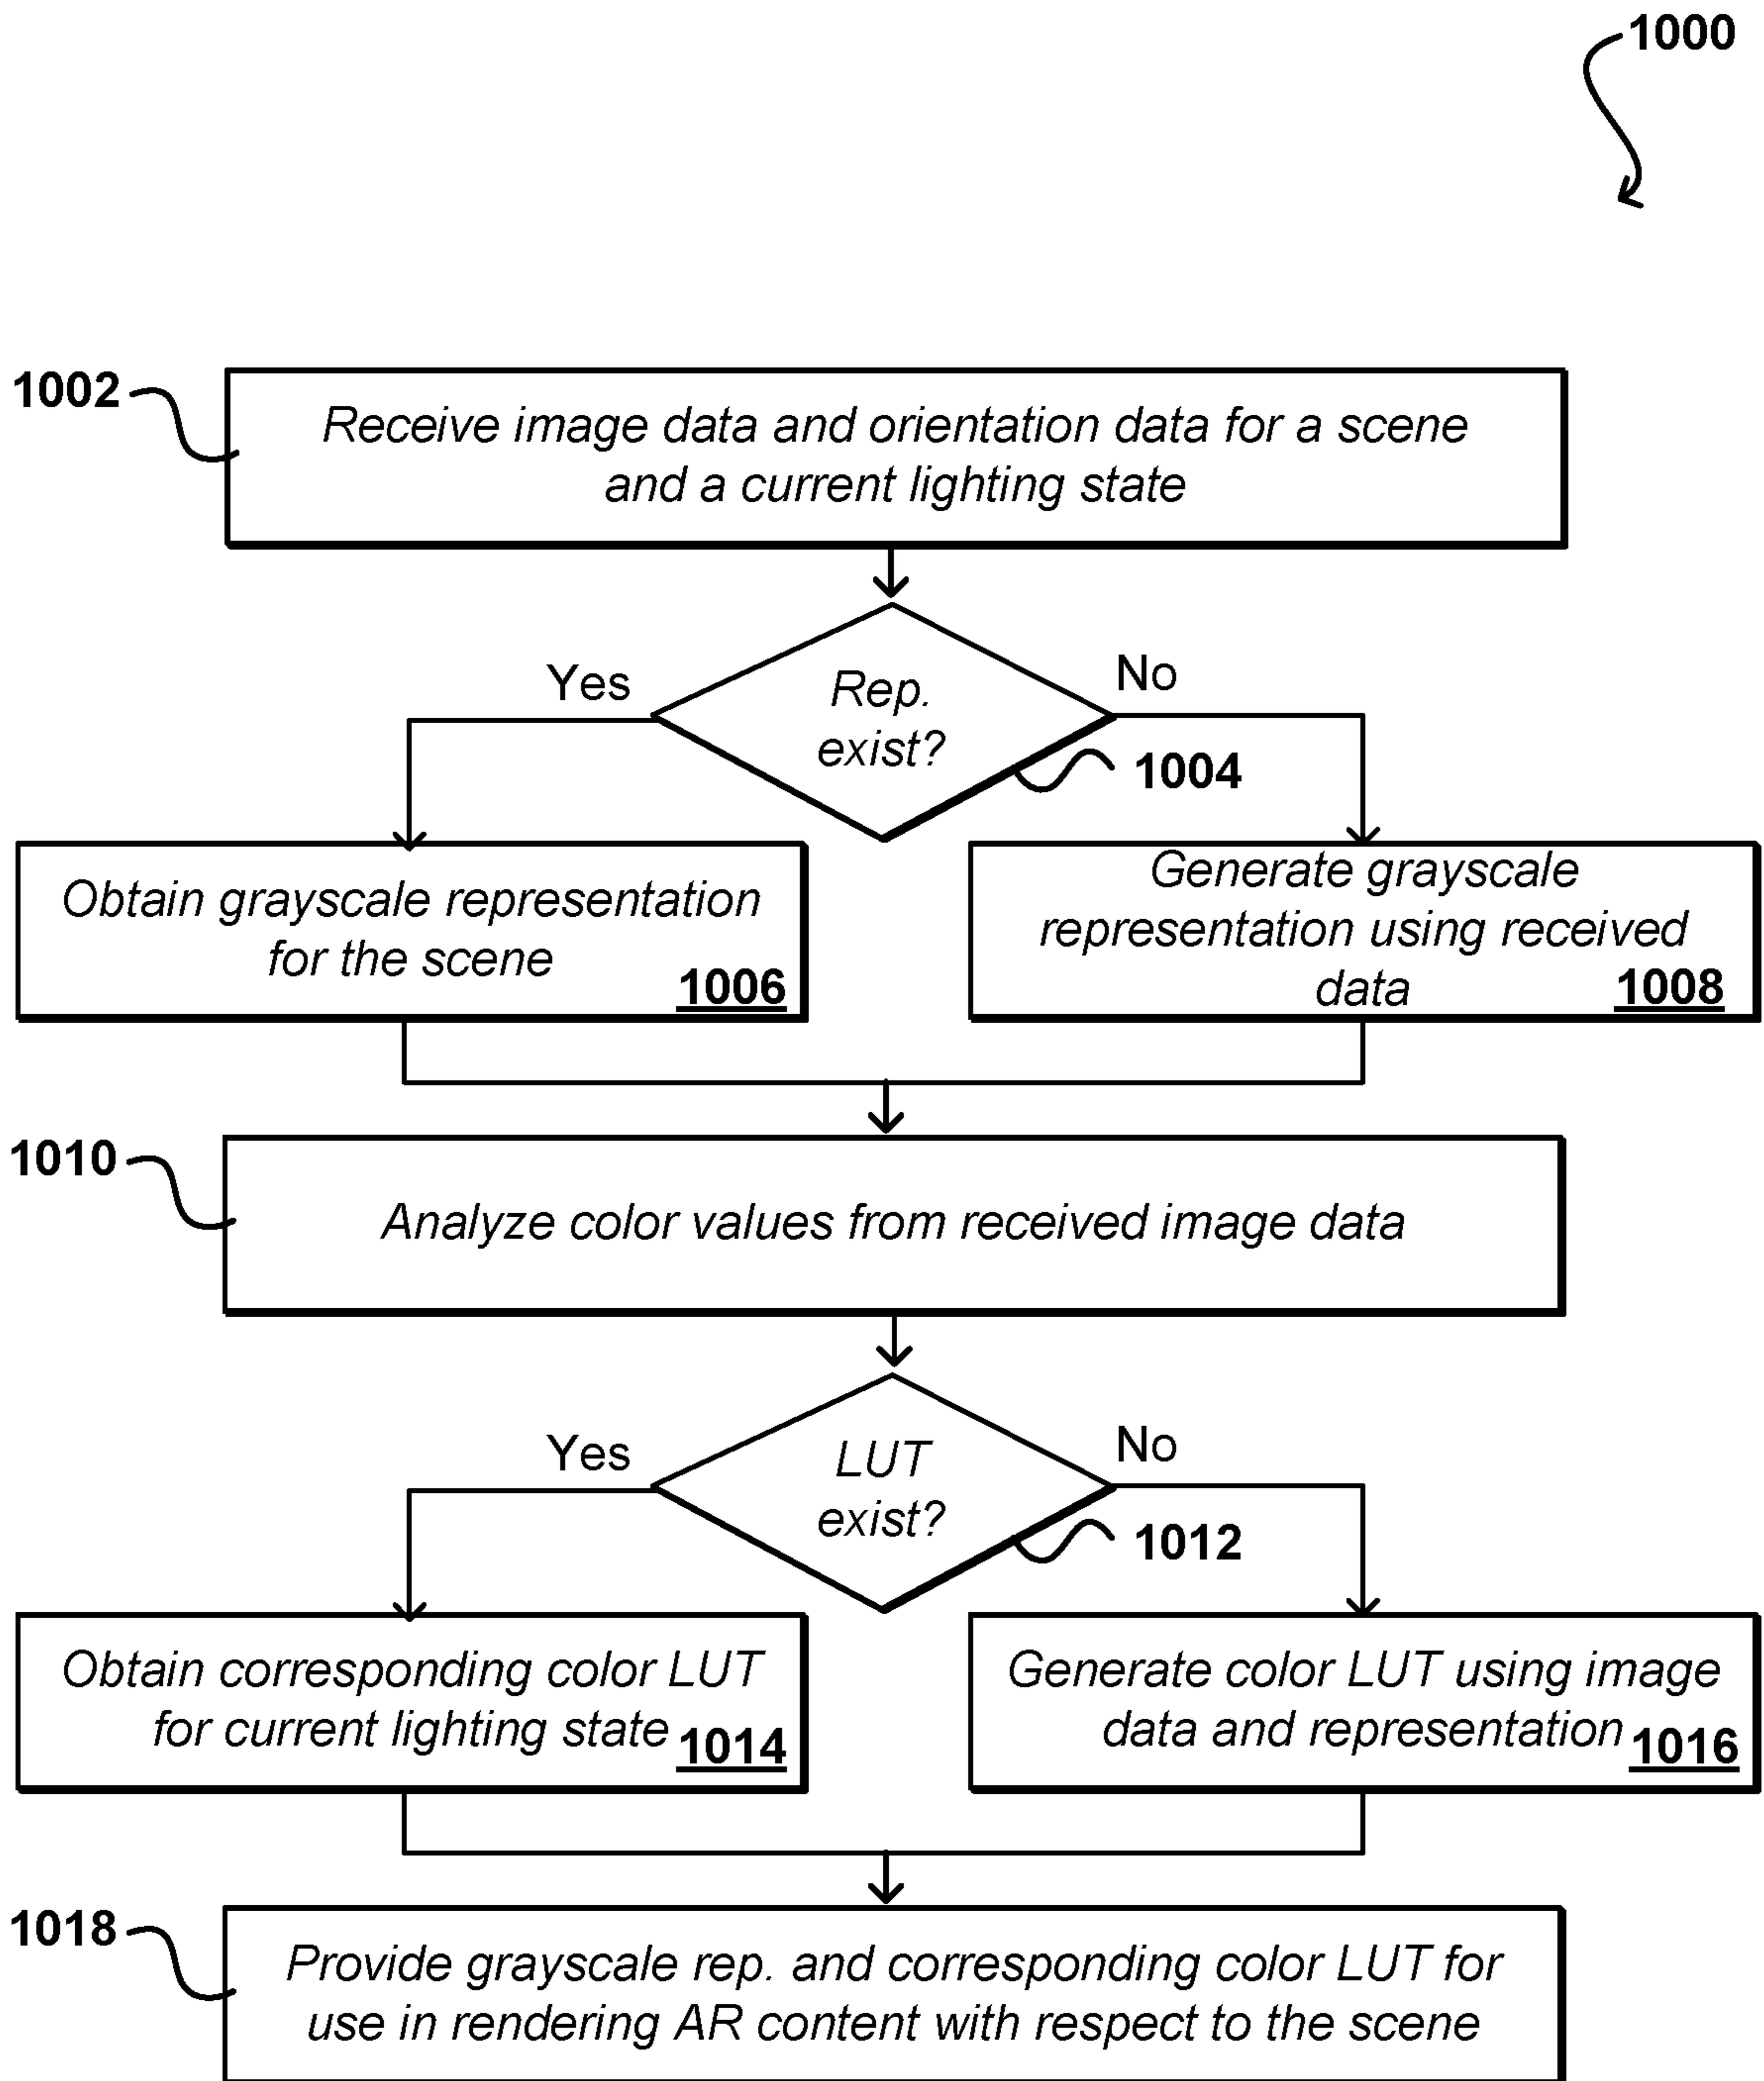 1000
1002
Receive image data and orientation data for a scene
and a current lighting state
Yes
No
Rep.
exist?
1004
Obtain grayscale representation
for the scene
1006
Generate grayscale
representation using received
data
1008
1010
Analyze color values from received image data
Yes
No
LUT
exist?
1012
Obtain corresponding color LUT
for current lighting state
1014
Generate color LUT using image
data and representation
1016
1018
Provide grayscale rep. and corresponding color LUT for
use in rendering AR content with respect to the scene